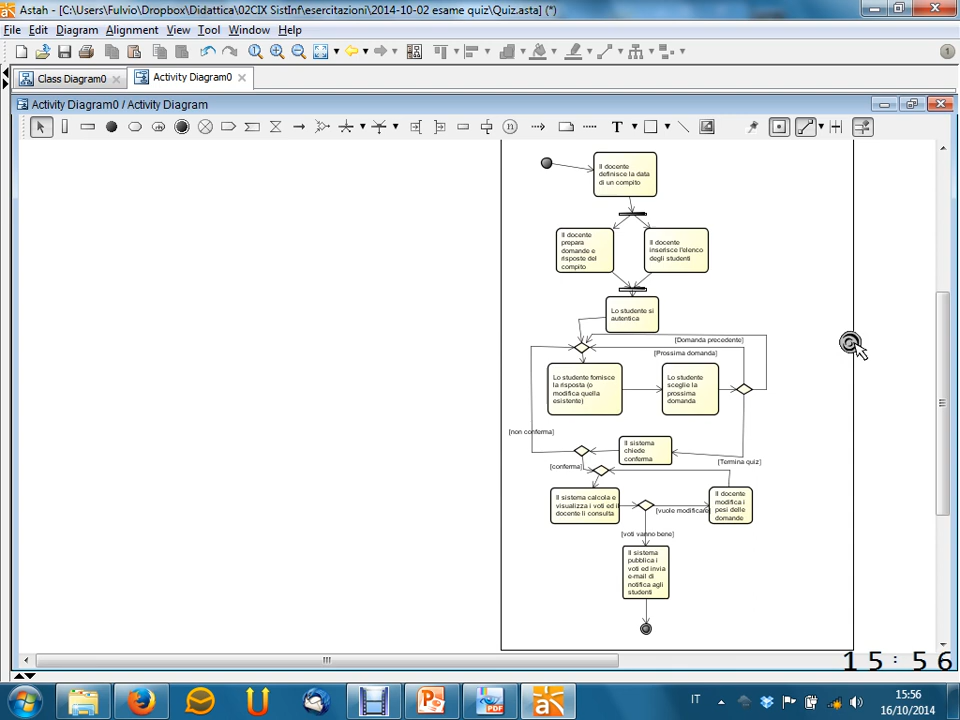 Astah - [C:\Users\Fulvio\Dropbox\Didattica\02CIX SistInf\esercitazioni\2014-10-02 esame quiz\Quiz.asta] (*)
File Edit Diagram Alignment View Tool Window Help
1
Class Diagram0
Activity Diagram0
Activity Diagram0 / Activity Diagram
n
T
Il docente
definisce la data
di un compito
Il docente
prepara
domande e
risposte del
compito
Il docente
inserisce l'elenco
degli studenti
Lo studente si
autentica
[Domanda precedente]
[Prossima domanda]
Lo studente fornisce
la risposta (o
modifica quella
esistente)
Lo studente
sceglie la
prossima
domanda
[non conferma]
Il sistema
chiede
conferma
[Termina quiz]
[conferma]
Il sistema calcola e
visualizza i voti ed il
docente li consulta
[vuole modificare]
Il docente
modifica i
pesi delle
domande
[voti vanno bene]
Il sistema
pubblica i
voti ed invia
e-mail di
notifica agli
studenti
15:56
IT
15:56
16/10/2014